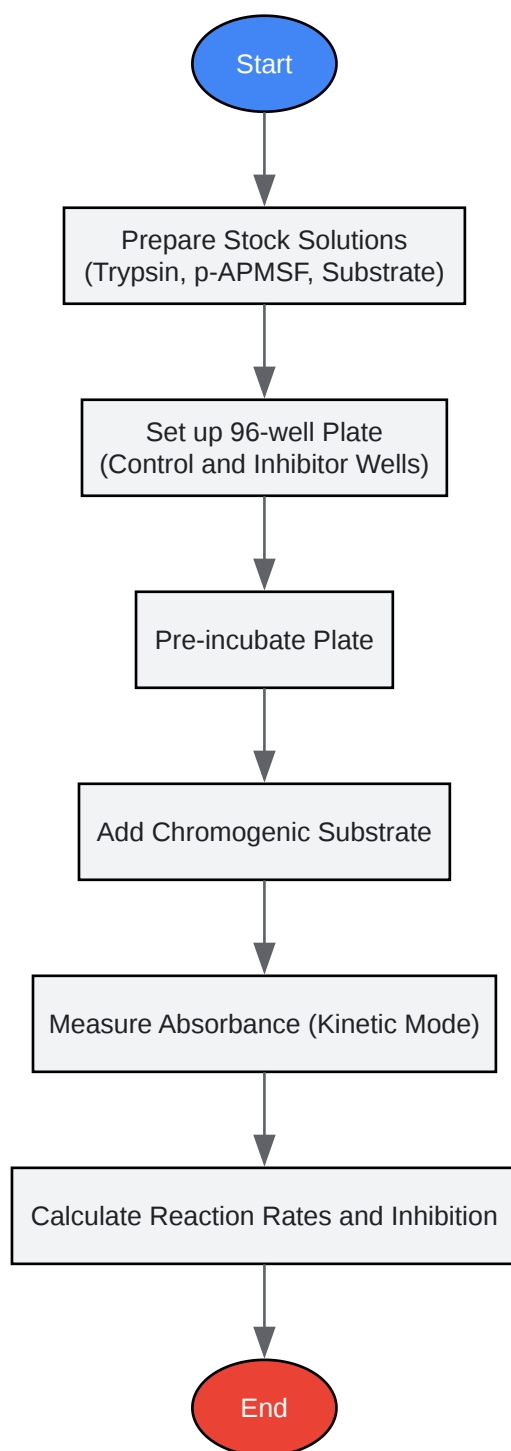 Start
Prepare Stock Solutions
(Trypsin, p-APMSF, Substrate)
Set up 96-well Plate
(Control and Inhibitor Wells)
Pre-incubate Plate
Add Chromogenic Substrate
Measure Absorbance (Kinetic Mode)
Calculate Reaction Rates and Inhibition
End